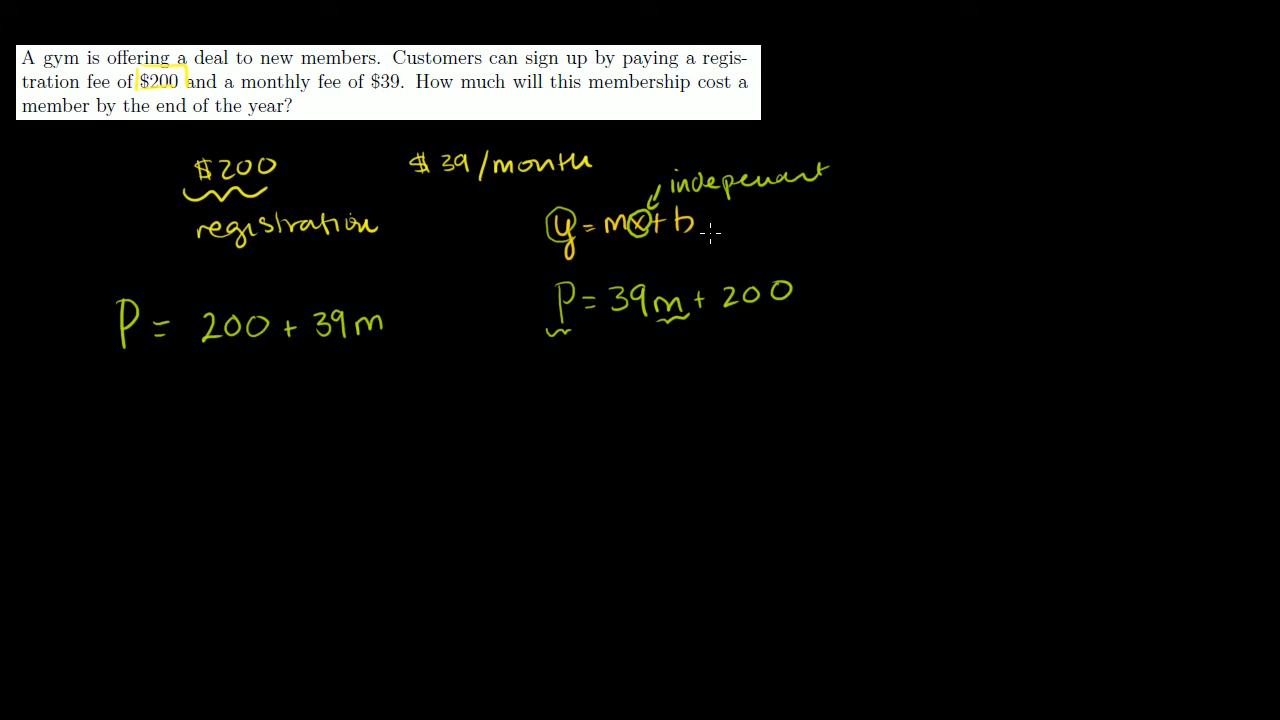 A gym is offering a deal to new members. Customers can sign up by paying a regis-
tration fee of $200 and a monthly fee of $39. How much will this membership cost a
member by the end of the year?
$200 $39/month
indepenant
registration y = mx + b
P = 39m + 200
P = 200 + 39m